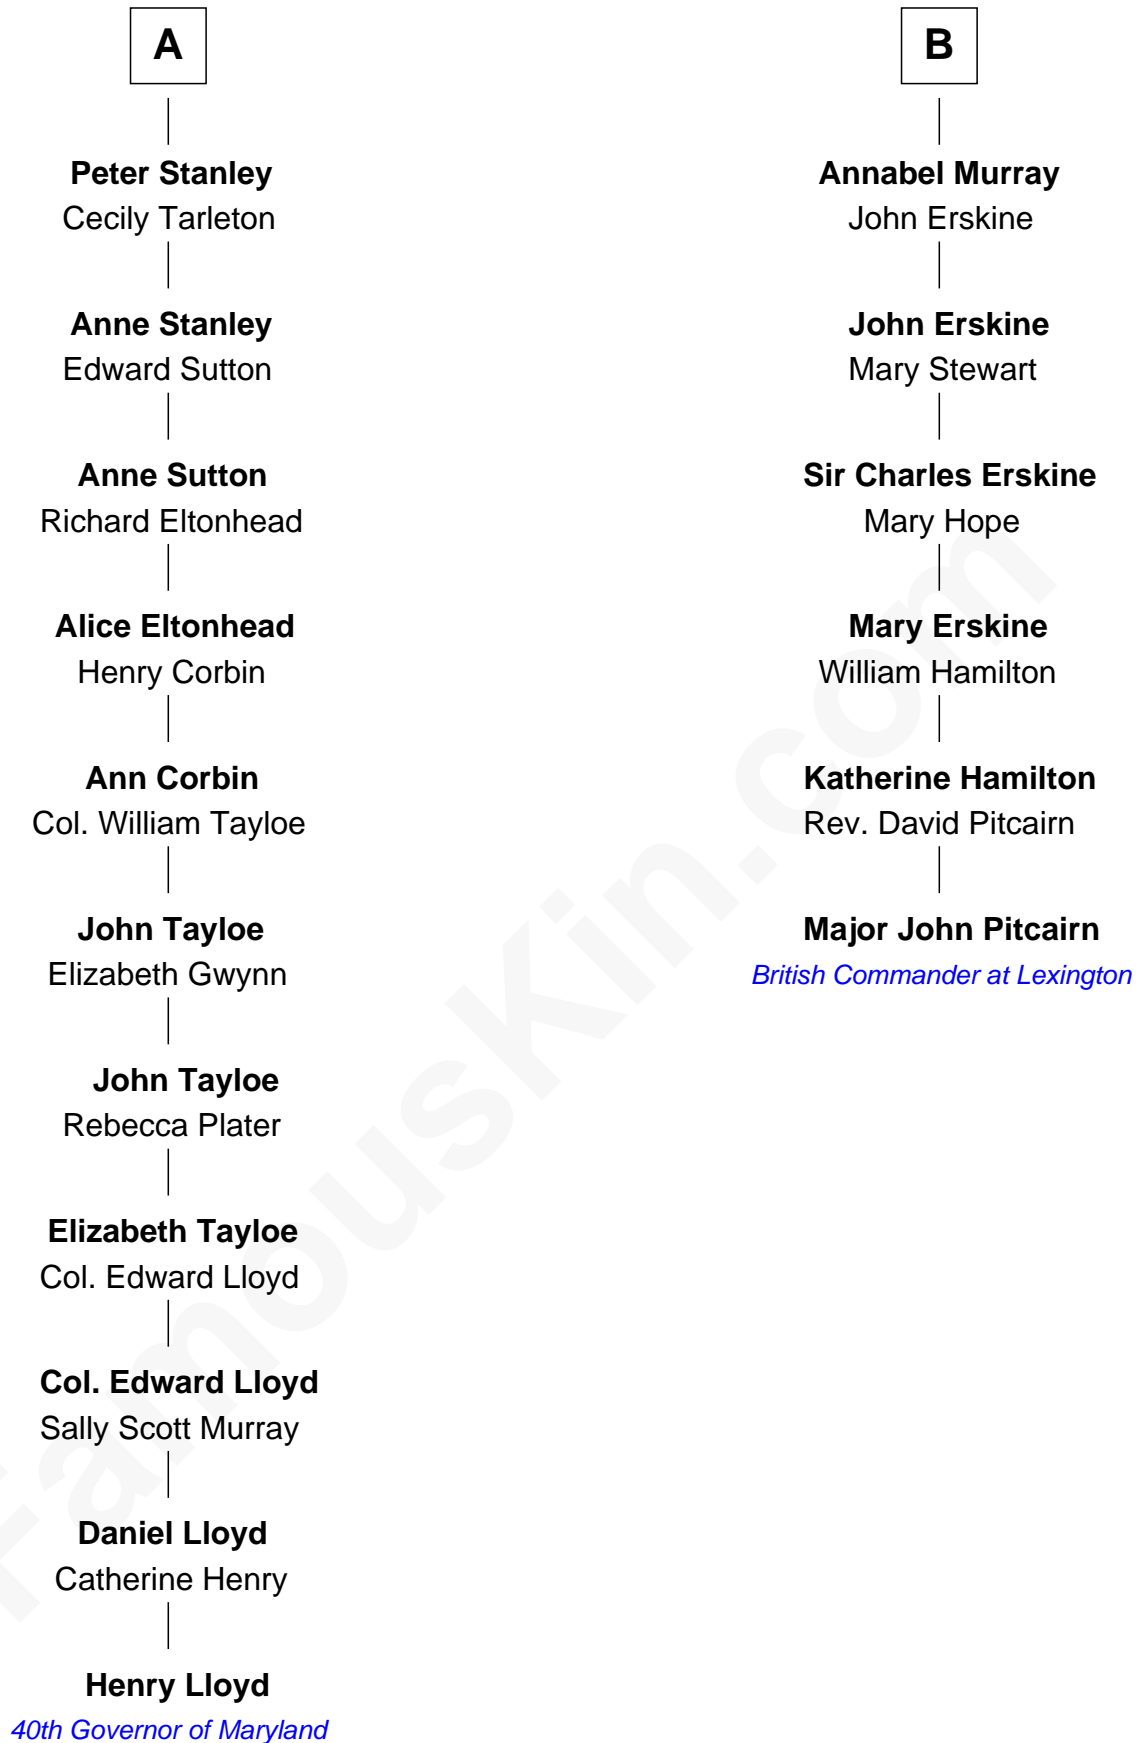 A
Peter Stanley
Cecily Tarleton
Anne Stanley
Edward Sutton
Anne Sutton
Richard Eltonhead
Alice Eltonhead
Henry Corbin
Ann Corbin
Col. William Tayloe
John Tayloe
Elizabeth Gwynn
John Tayloe
Rebecca Plater
Elizabeth Tayloe
Col. Edward Lloyd
Col. Edward Lloyd
Sally Scott Murray
Daniel Lloyd
Catherine Henry
Henry Lloyd
40th Governor of Maryland
B
Annabel Murray
John Erskine
John Erskine
Mary Stewart
Sir Charles Erskine
Mary Hope
Mary Erskine
William Hamilton
Katherine Hamilton
Rev. David Pitcairn
Major John Pitcairn
British Commander at Lexington
FamousKin.com